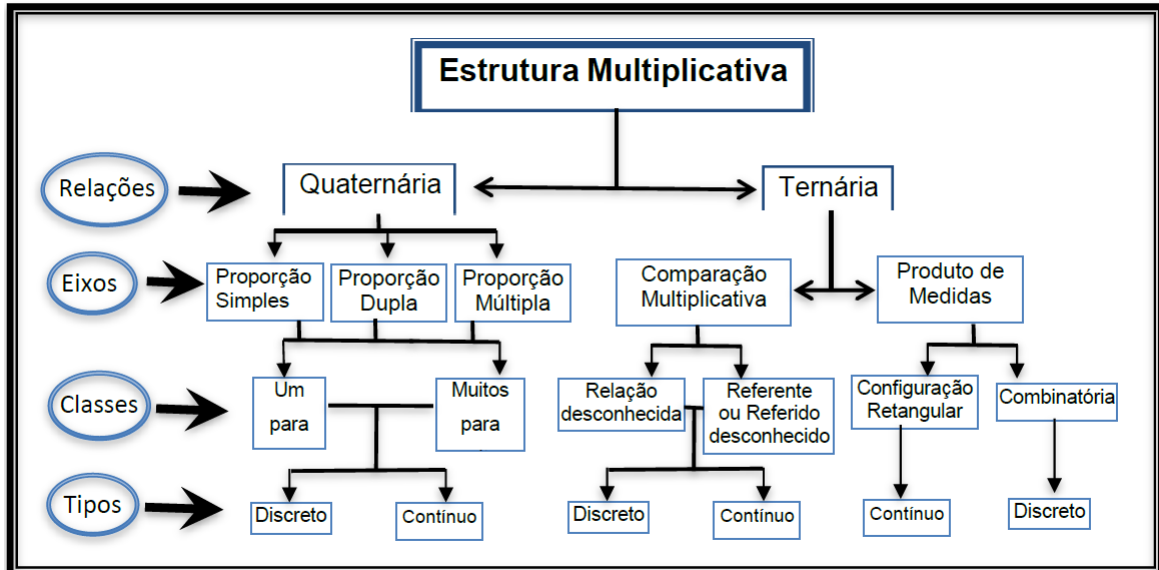 Estrutura Multiplicativa
Relações
Quaternária
Ternária
Eixos
Proporção
Simples
Proporção
Dupla
Proporção
Múltipla
Comparação
Multiplicativa
Produto de
Medidas
Classes
Um
para
Muitos
para
Relação
desconhecida
Referente
ou Referido
desconhecido
Configuração
Retangular
Combinatória
Tipos
Discreto
Contínuo
Discreto
Contínuo
Contínuo
Discreto